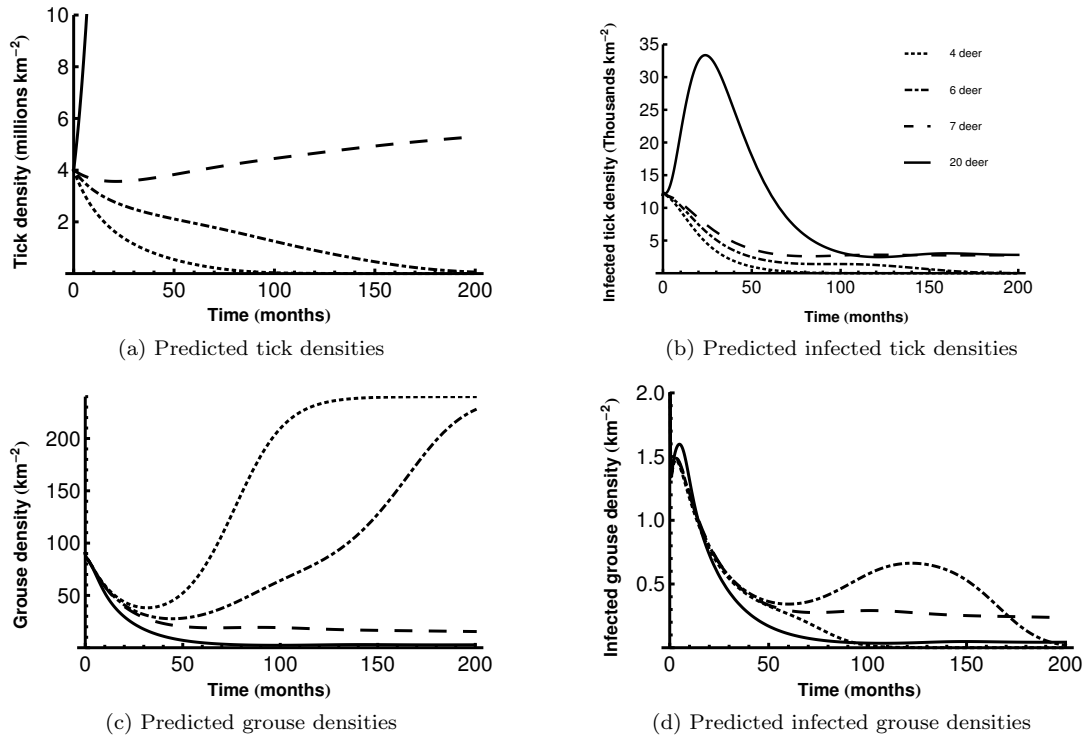 10
8
6
4
2
0
50
100
150
200
Tick density (millions km⁻²)
Time (months)
(a) Predicted tick densities
35
30
25
20
15
10
5
0
50
100
150
200
Infected tick density (Thousands km⁻²)
Time (months)
4 deer
6 deer
7 deer
20 deer
(b) Predicted infected tick densities
200
150
100
50
0
50
100
150
200
Grouse density (km⁻²)
Time (months)
(c) Predicted grouse densities
2.0
1.5
1.0
0.5
0
50
100
150
200
Infected grouse density (km⁻²)
Time (months)
(d) Predicted infected grouse densities